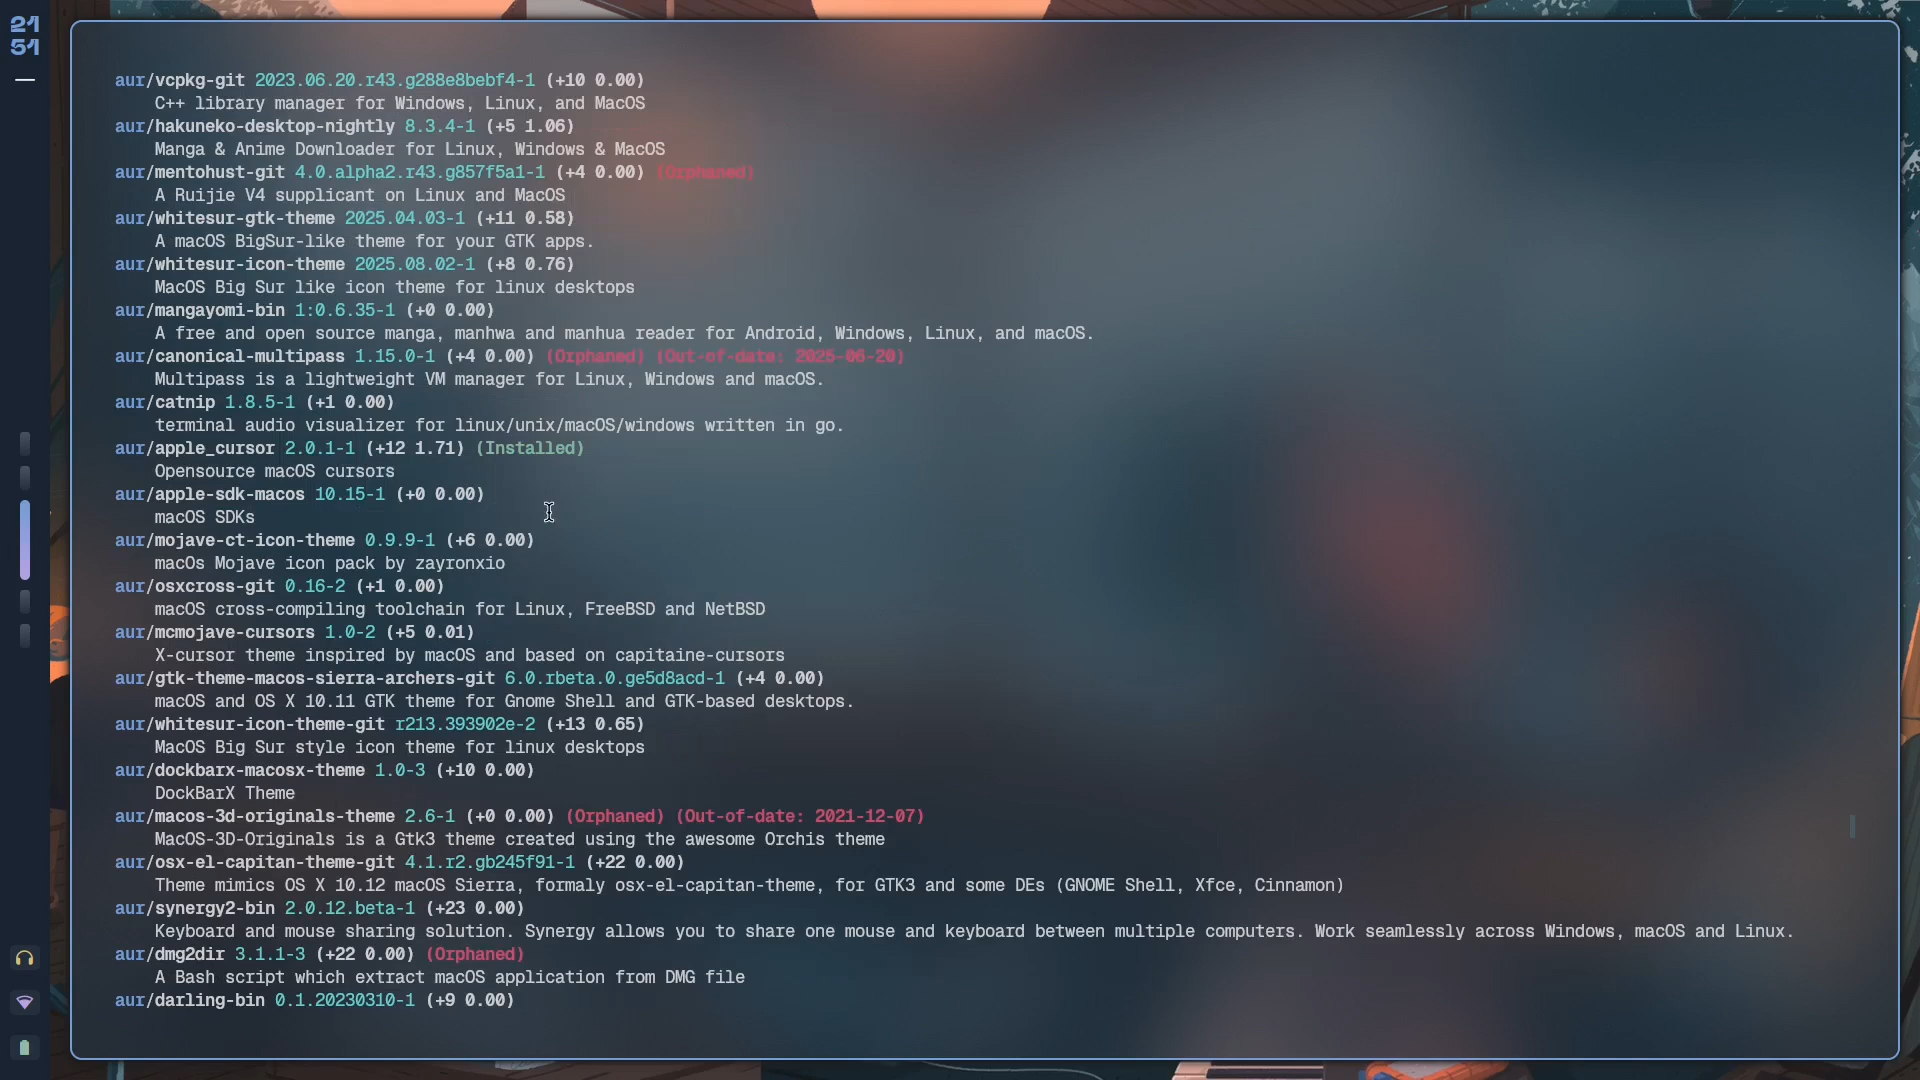 21
51
aur/vcpkg-git 2023.06.20.r43.g288e8bebf4-1 (+10 0.00)
C++ library manager for Windows, Linux, and MacOS
aur/hakuneko-desktop-nightly 8.3.4-1 (+5 1.06)
Manga & Anime Downloader for Linux, Windows & MacOS
aur/mentohust-git 4.0.alpha2.r43.g857f5a1-1 (+4 0.00) (Orphaned)
A Ruijie V4 supplicant on Linux and MacOS
aur/whitesur-gtk-theme 2025.04.03-1 (+11 0.58)
A macOS BigSur-like theme for your GTK apps.
aur/whitesur-icon-theme 2025.08.02-1 (+8 0.76)
MacOS Big Sur like icon theme for linux desktops
aur/mangayomi-bin 1:0.6.35-1 (+0 0.00)
A free and open source manga, manhwa and manhua reader for Android, Windows, Linux, and macOS.
aur/canonical-multipass 1.15.0-1 (+4 0.00) (Orphaned) (Out-of-date: 2025-06-20)
Multipass is a lightweight VM manager for Linux, Windows and macOS.
aur/catnip 1.8.5-1 (+1 0.00)
terminal audio visualizer for linux/unix/macOS/windows written in go.
aur/apple_cursor 2.0.1-1 (+12 1.71) (Installed)
Opensource macOS cursors
aur/apple-sdk-macos 10.15-1 (+0 0.00)
macOS SDKs
aur/mojave-ct-icon-theme 0.9.9-1 (+6 0.00)
macOs Mojave icon pack by zayronxio
aur/osxcross-git 0.16-2 (+1 0.00)
macOS cross-compiling toolchain for Linux, FreeBSD and NetBSD
aur/mcmojave-cursors 1.0-2 (+5 0.01)
X-cursor theme inspired by macOS and based on capitaine-cursors
aur/gtk-theme-macos-sierra-archers-git 6.0.rbeta.0.ge5d8acd-1 (+4 0.00)
macOS and OS X 10.11 GTK theme for Gnome Shell and GTK-based desktops.
aur/whitesur-icon-theme-git r213.393902e-2 (+13 0.65)
MacOS Big Sur style icon theme for linux desktops
aur/dockbarx-macosx-theme 1.0-3 (+10 0.00)
DockBarX Theme
aur/macos-3d-originals-theme 2.6-1 (+0 0.00) (Orphaned) (Out-of-date: 2021-12-07)
MacOS-3D-Originals is a Gtk3 theme created using the awesome Orchis theme
aur/osx-el-capitan-theme-git 4.1.r2.gb245f91-1 (+22 0.00)
Theme mimics OS X 10.12 macOS Sierra, formaly osx-el-capitan-theme, for GTK3 and some DEs (GNOME Shell, Xfce, Cinnamon)
aur/synergy2-bin 2.0.12.beta-1 (+23 0.00)
Keyboard and mouse sharing solution. Synergy allows you to share one mouse and keyboard between multiple computers. Work seamlessly across Windows, macOS and Linux.
aur/dmg2dir 3.1.1-3 (+22 0.00) (Orphaned)
A Bash script which extract macOS application from DMG file
aur/darling-bin 0.1.20230310-1 (+9 0.00)